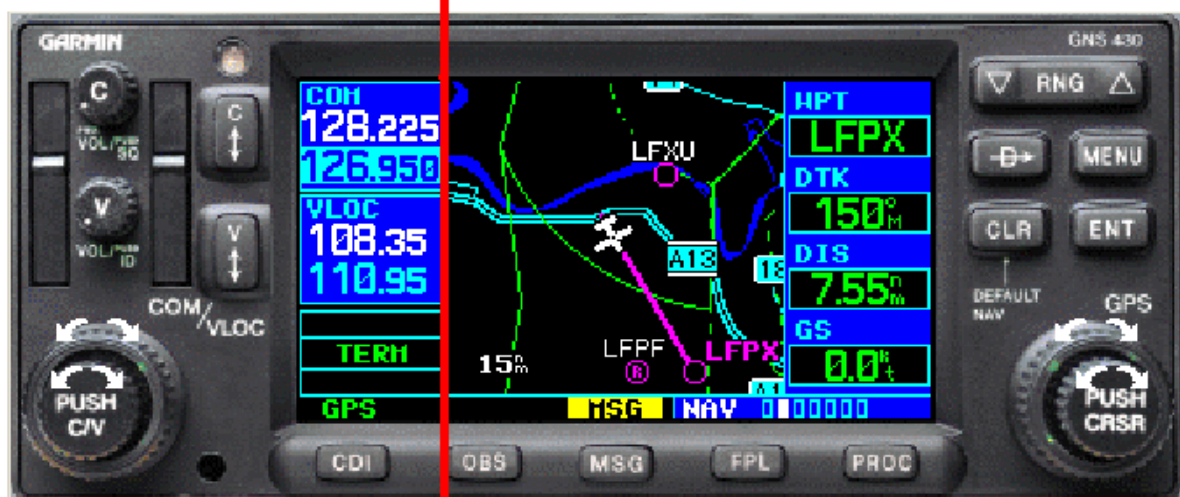 GARMIN
GNS 430
C
VOL/PUSH SQ
V
VOL/PUSH ID
C
V
COM/VLOC
PUSH
C/V
COM
128.225
126.950
VLOC
108.35
110.95
TERM
GPS
LFXU
A13
18
LFPF
R
LFPX
15nm
A1
MSG
NAV
WPT
LFPX
DTK
150°M
DIS
7.55nm
GS
0.0kt
RNG
D
MENU
CLR
ENT
DEFAULT
NAV
GPS
PUSH
CRSR
CDI
OBS
MSG
FPL
PROC